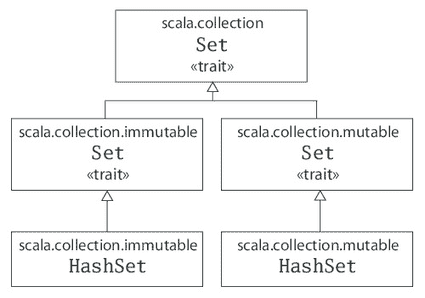 scala.collection
Set
«trait»
scala.collection.immutable
Set
«trait»
scala.collection.mutable
Set
«trait»
scala.collection.immutable
HashSet
scala.collection.mutable
HashSet